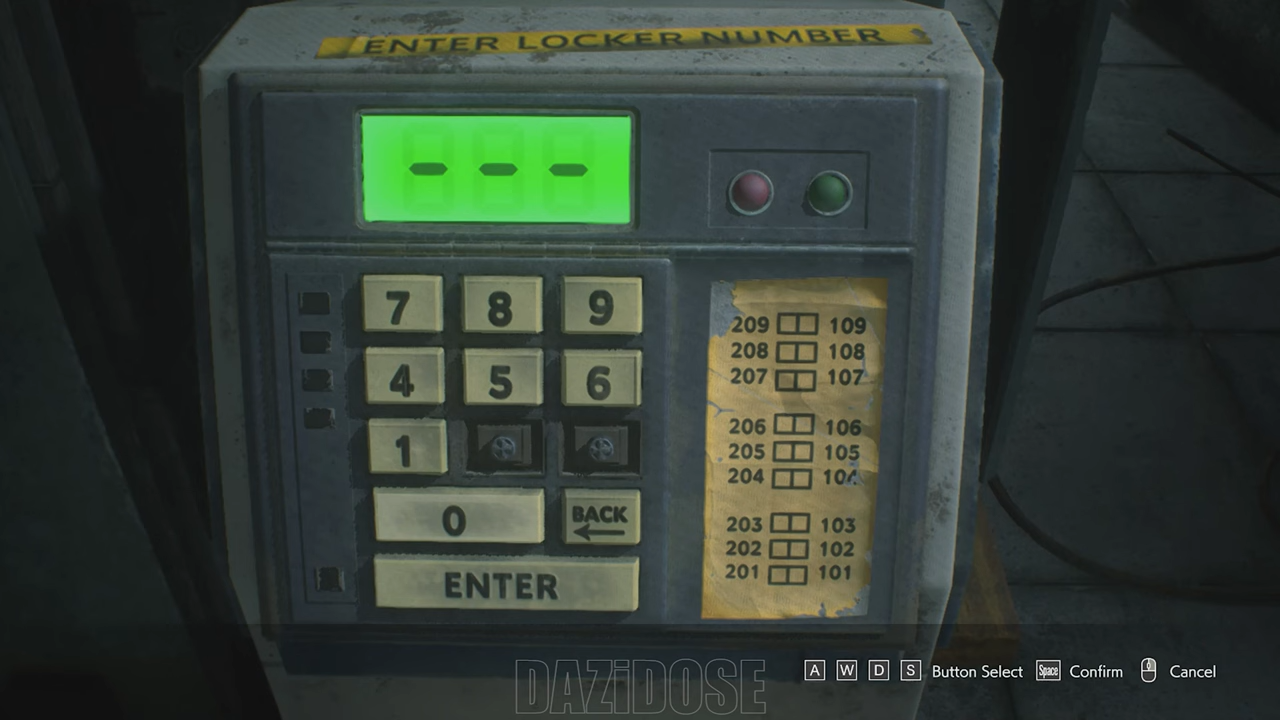 ENTER LOCKER NUMBER
- - -
7 8 9
4 5 6
1
0 BACK
ENTER
209 109
208 108
207 107
206 106
205 105
204 104
203 103
202 102
201 101
DAZiDOSE
A W D S Button Select Space Confirm Cancel